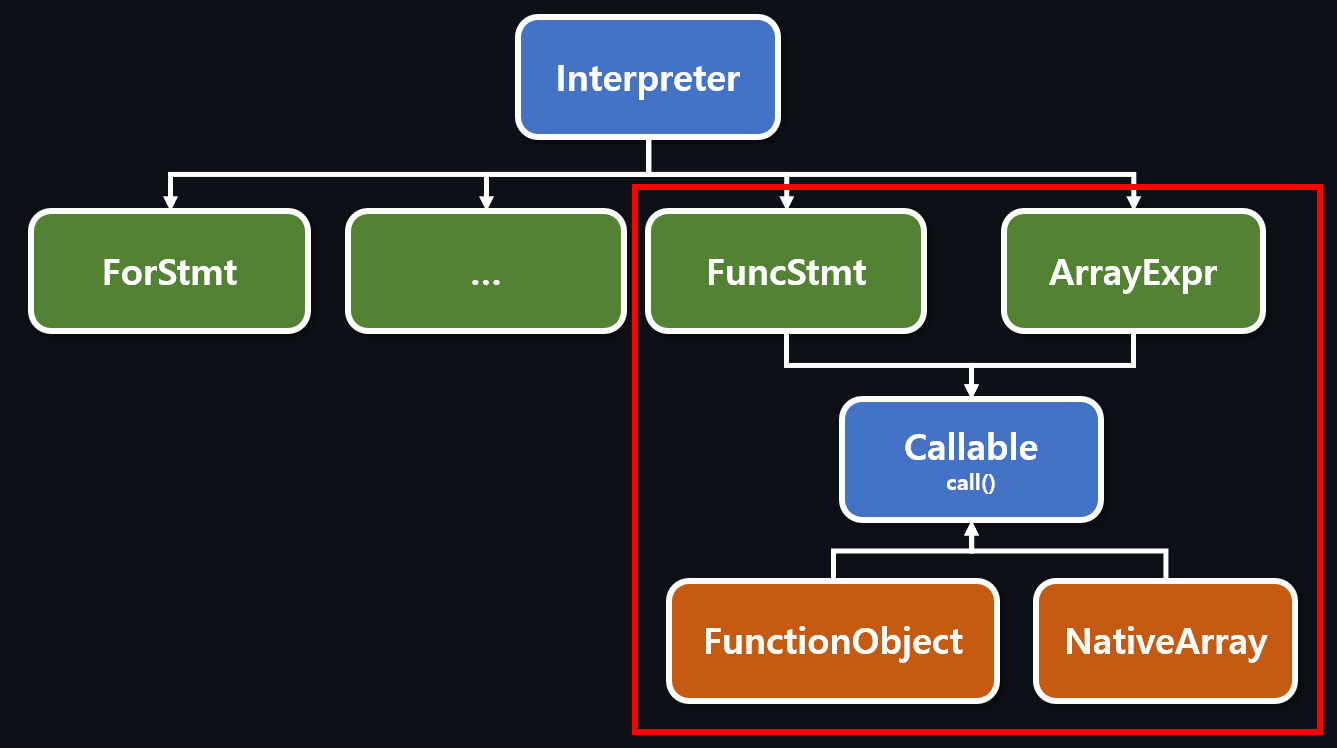 Interpreter
ForStmt
...
FuncStmt
ArrayExpr
Callable
call()
FunctionObject
NativeArray